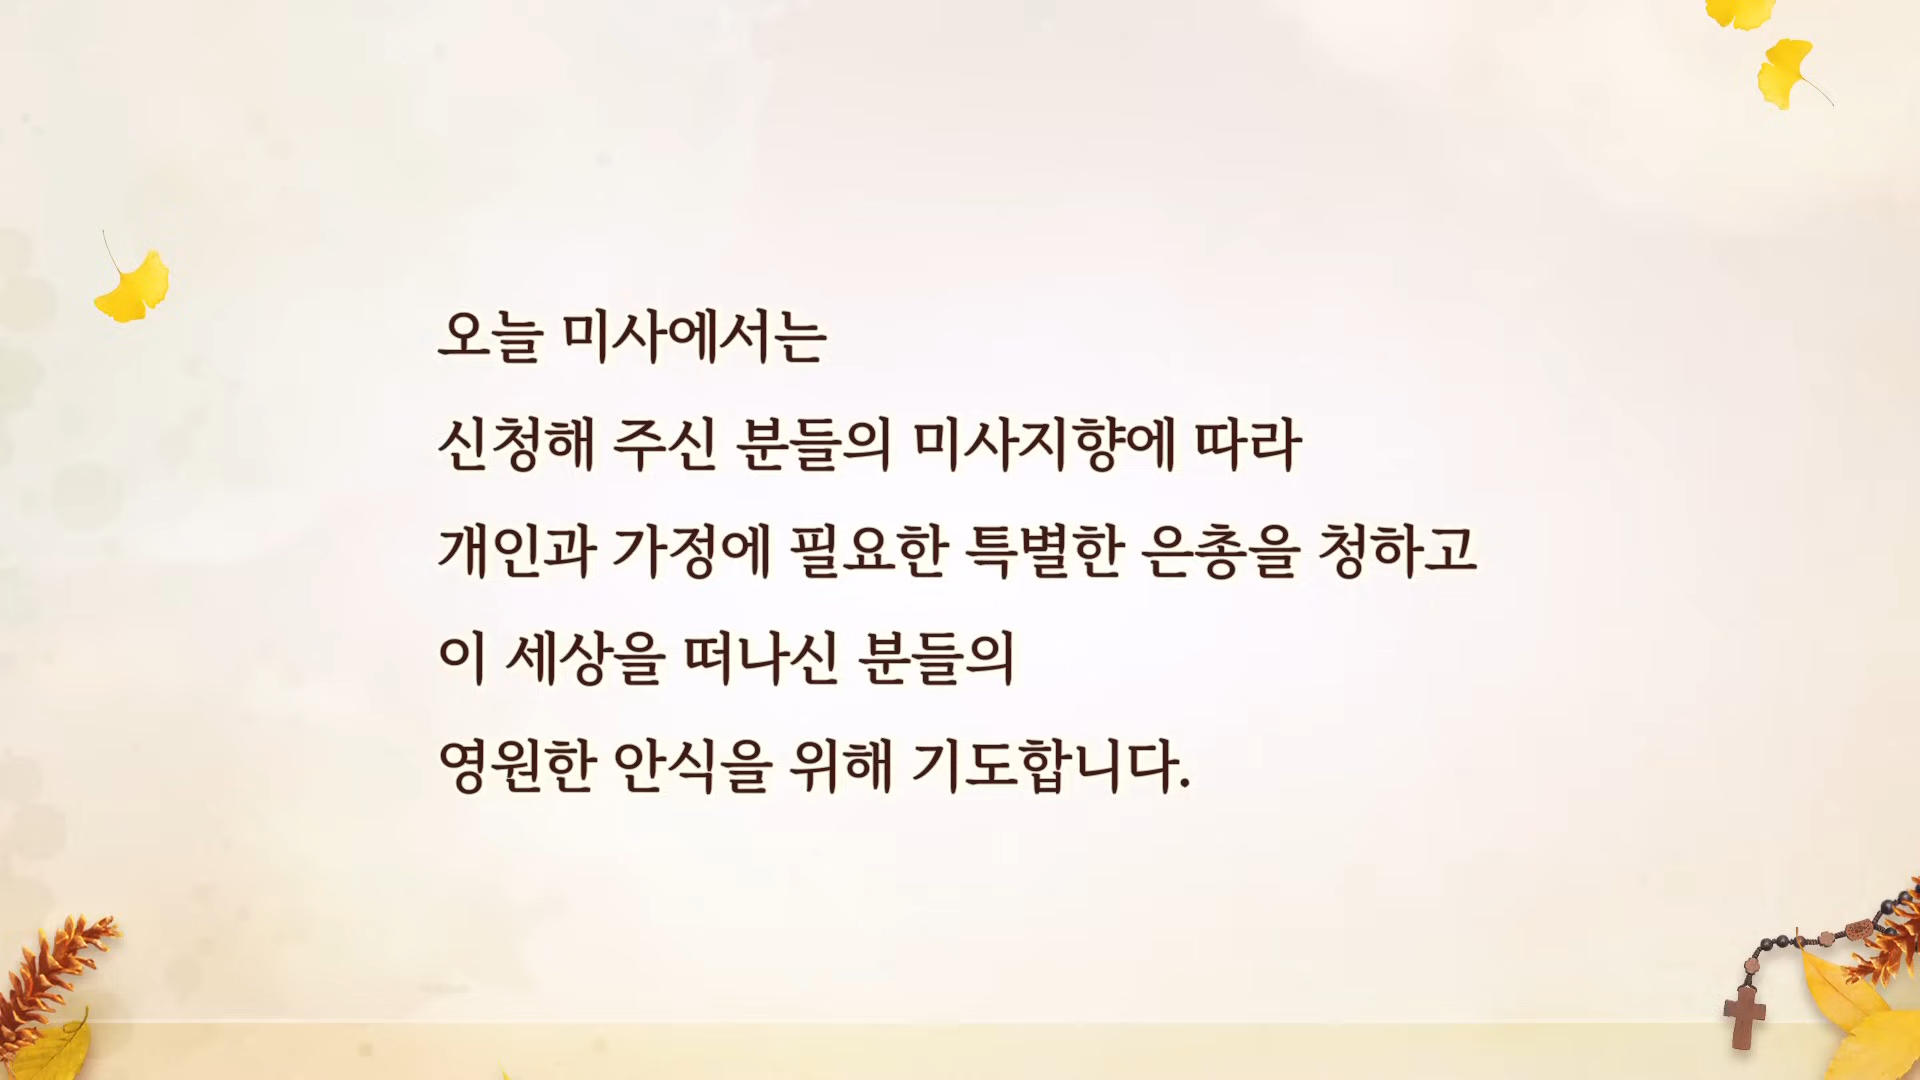 오늘 미사에서는
신청해 주신 분들의 미사지향에 따라
개인과 가정에 필요한 특별한 은총을 청하고
이 세상을 떠나신 분들의
영원한 안식을 위해 기도합니다.